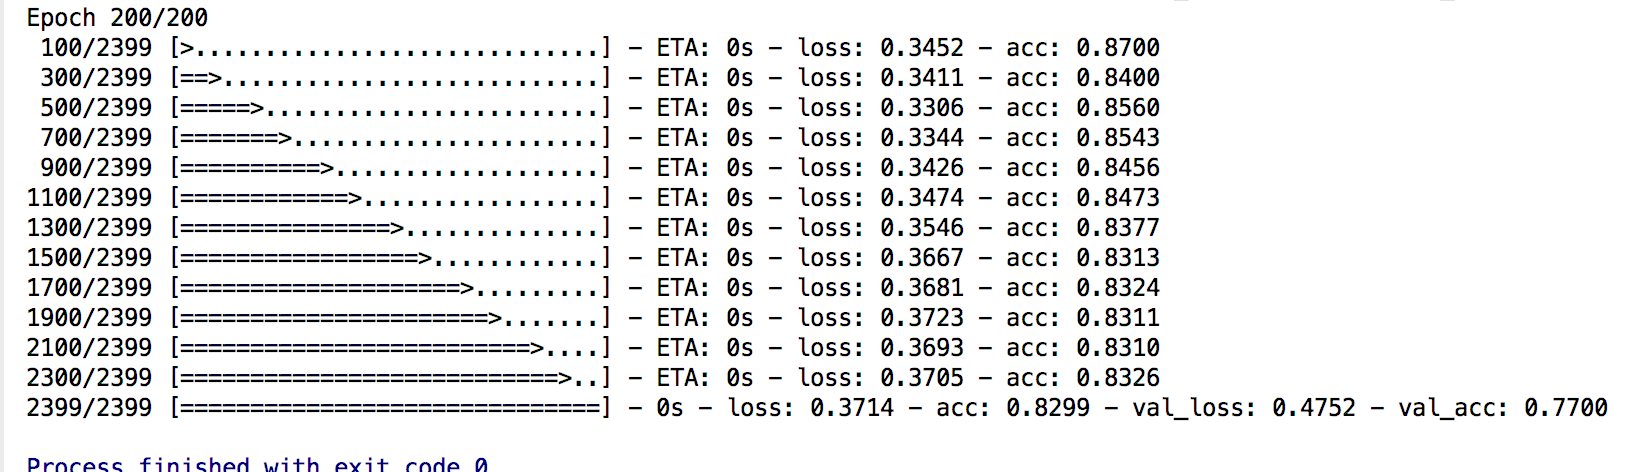 Epoch 200/200
100/2399 [>.............................] - ETA: 0s - loss: 0.3452 - acc: 0.8700
300/2399 [==>...........................] - ETA: 0s - loss: 0.3411 - acc: 0.8400
500/2399 [=====>........................] - ETA: 0s - loss: 0.3306 - acc: 0.8560
700/2399 [=======>......................] - ETA: 0s - loss: 0.3344 - acc: 0.8543
900/2399 [==========>...................] - ETA: 0s - loss: 0.3426 - acc: 0.8456
1100/2399 [============>.................] - ETA: 0s - loss: 0.3474 - acc: 0.8473
1300/2399 [===============>..............] - ETA: 0s - loss: 0.3546 - acc: 0.8377
1500/2399 [=================>............] - ETA: 0s - loss: 0.3667 - acc: 0.8313
1700/2399 [====================>.........] - ETA: 0s - loss: 0.3681 - acc: 0.8324
1900/2399 [======================>.......] - ETA: 0s - loss: 0.3723 - acc: 0.8311
2100/2399 [=========================>....] - ETA: 0s - loss: 0.3693 - acc: 0.8310
2300/2399 [===========================>..] - ETA: 0s - loss: 0.3705 - acc: 0.8326
2399/2399 [==============================] - 0s - loss: 0.3714 - acc: 0.8299 - val_loss: 0.4752 - val_acc: 0.7700
Process finished with exit code 0